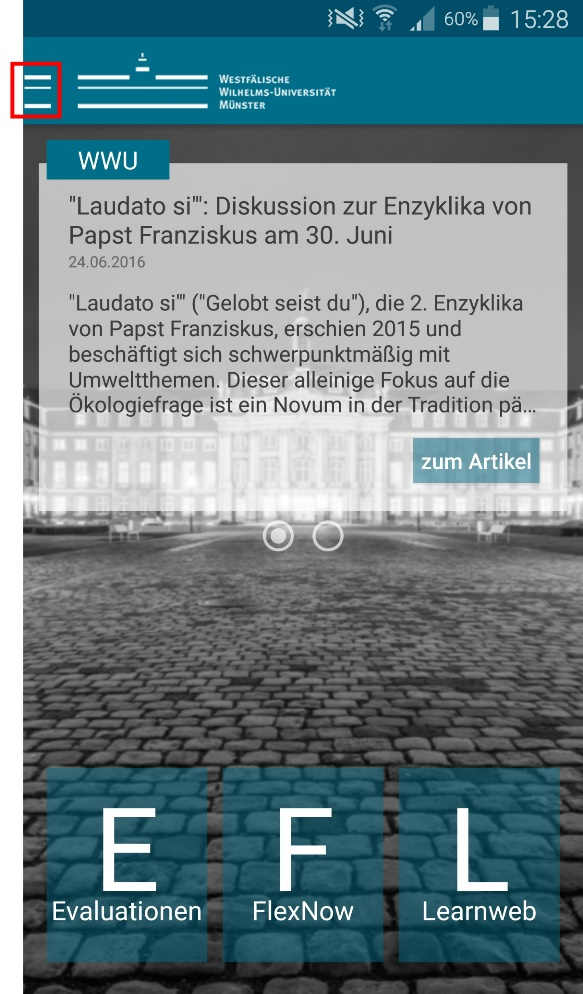 60% 15:28
WESTFÄLISCHE
WILHELMS-UNIVERSITÄT
MÜNSTER
WWU
"Laudato si'": Diskussion zur Enzyklika von
Papst Franziskus am 30. Juni
24.06.2016
"Laudato si'" ("Gelobt seist du"), die 2. Enzyklika
von Papst Franziskus, erschien 2015 und
beschäftigt sich schwerpunktmäßig mit
Umweltthemen. Dieser alleinige Fokus auf die
Ökologiefrage ist ein Novum in der Tradition pä...
zum Artikel
E F L
Evaluationen FlexNow Learnweb